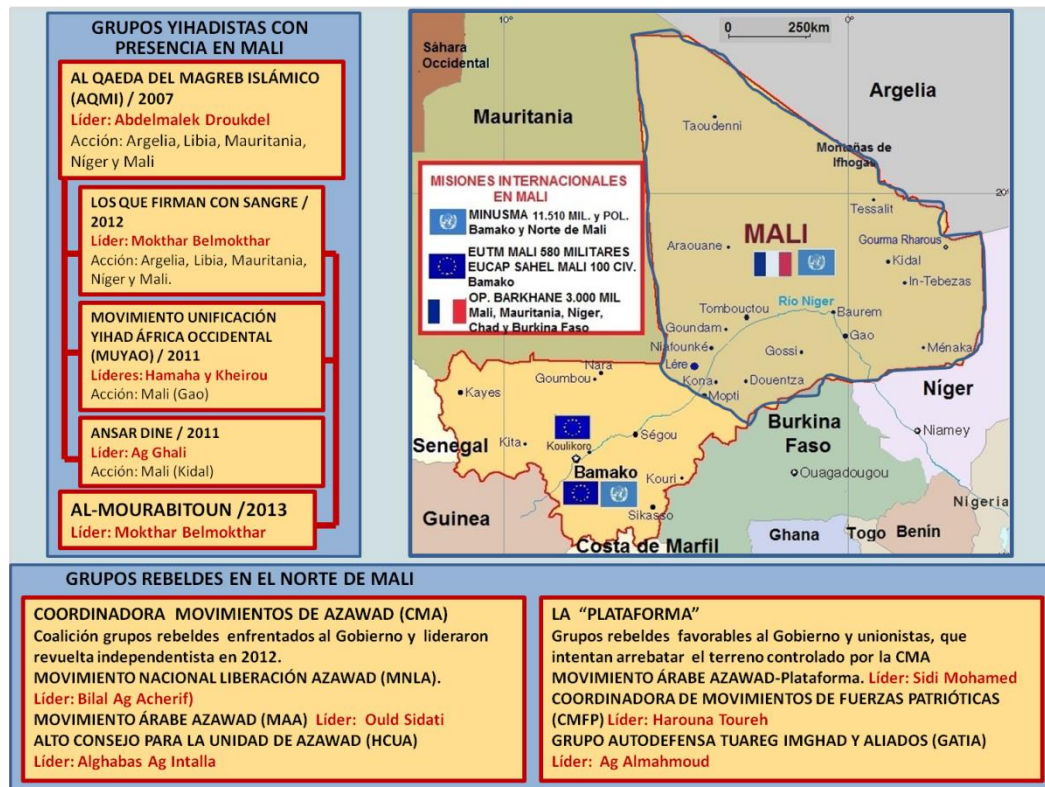 GRUPOS YIHADISTAS CON
PRESENCIA EN MALI
AL QAEDA DEL MAGREB ISLÁMICO
(AQMI) / 2007
Líder: Abdelmalek Droukdel
Acción: Argelia, Libia, Mauritania,
Níger y Mali
LOS QUE FIRMAN CON SANGRE /
2012
Líder: Mokthar Belmokthar
Acción: Argelia, Libia, Mauritania,
Níger y Mali.
MOVIMIENTO UNIFICACIÓN
YIHAD ÁFRICA OCCIDENTAL
(MUYAO) / 2011
Líderes: Hamaha y Kheirou
Acción: Mali (Gao)
ANSAR DINE / 2011
Líder: Ag Ghali
Acción: Mali (Kidal)
AL-MOURABITOUN /2013
Líder: Mokthar Belmokthar
10°
0
250km
0°
Sáhara
Occidental
Mauritania
Argelia
Taoudenni
Montañas de
Ifhogas
20°
MISIONES INTERNACIONALES
EN MALI
MINUSMA 11.510 MIL. y POL.
Bamako y Norte de Mali
EUTM MALI 580 MILITARES
EUCAP SAHEL MALI 100 CIV.
Bamako
OP. BARKHANE 3.000 MIL
Mali, Mauritania, Níger,
Chad y Burkina Faso
Tessalit
MALI
Araouane
Gourma Rharous
Kidal
In-Tebezas
Tombouctou
Rio Níger
Baurem
Goundam
Gao
Niafounké
Gossi
Ménaka
Lére
Nara
Goumbou
Kona
Douentza
Mopti
Kayes
Níger
Burkina
Faso
Senegal
Kita
Koulikoro
Ségou
Niamey
Bamako
Kouri
Ouagadougou
Nigeria
Guinea
Sikasso
Costa de Marfil
Ghana
Togo
Benín
GRUPOS REBELDES EN EL NORTE DE MALI
COORDINADORA MOVIMIENTOS DE AZAWAD (CMA)
Coalición grupos rebeldes enfrentados al Gobierno y lideraron
revuelta independentista en 2012.
MOVIMIENTO NACIONAL LIBERACIÓN AZAWAD (MNLA).
Líder: Bilal Ag Acherif)
MOVIMIENTO ÁRABE AZAWAD (MAA) Líder: Ould Sidati
ALTO CONSEJO PARA LA UNIDAD DE AZAWAD (HCUA)
Líder: Alghabas Ag Intalla
LA “PLATAFORMA”
Grupos rebeldes favorables al Gobierno y unionistas, que
intentan arrebatar el terreno controlado por la CMA
MOVIMIENTO ÁRABE AZAWAD-Plataforma. Líder: Sidi Mohamed
COORDINADORA DE MOVIMIENTOS DE FUERZAS PATRIÓTICAS
(CMFP) Líder: Harouna Toureh
GRUPO AUTODEFENSA TUAREG IMGHAD Y ALIADOS (GATIA)
Líder: Ag Almahmoud